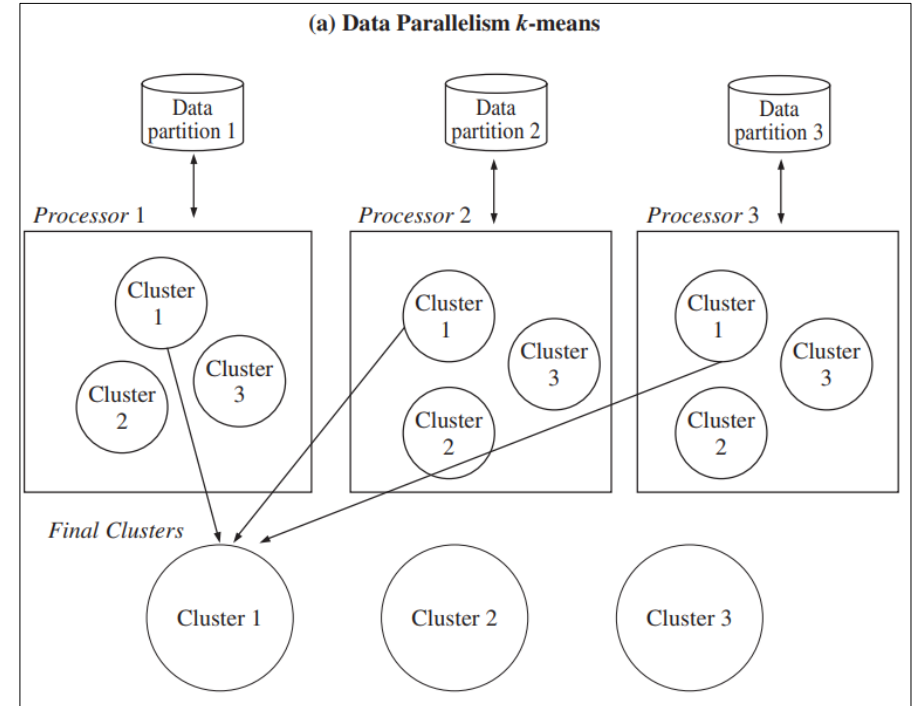 (a) Data Parallelism k-means
Data
partition 1
Data
partition 2
Data
partition 3
Processor 1
Processor 2
Processor 3
Cluster
1
Cluster
2
Cluster
3
Cluster
1
Cluster
3
Cluster
2
Cluster
1
Cluster
3
Cluster
2
Final Clusters
Cluster 1
Cluster 2
Cluster 3